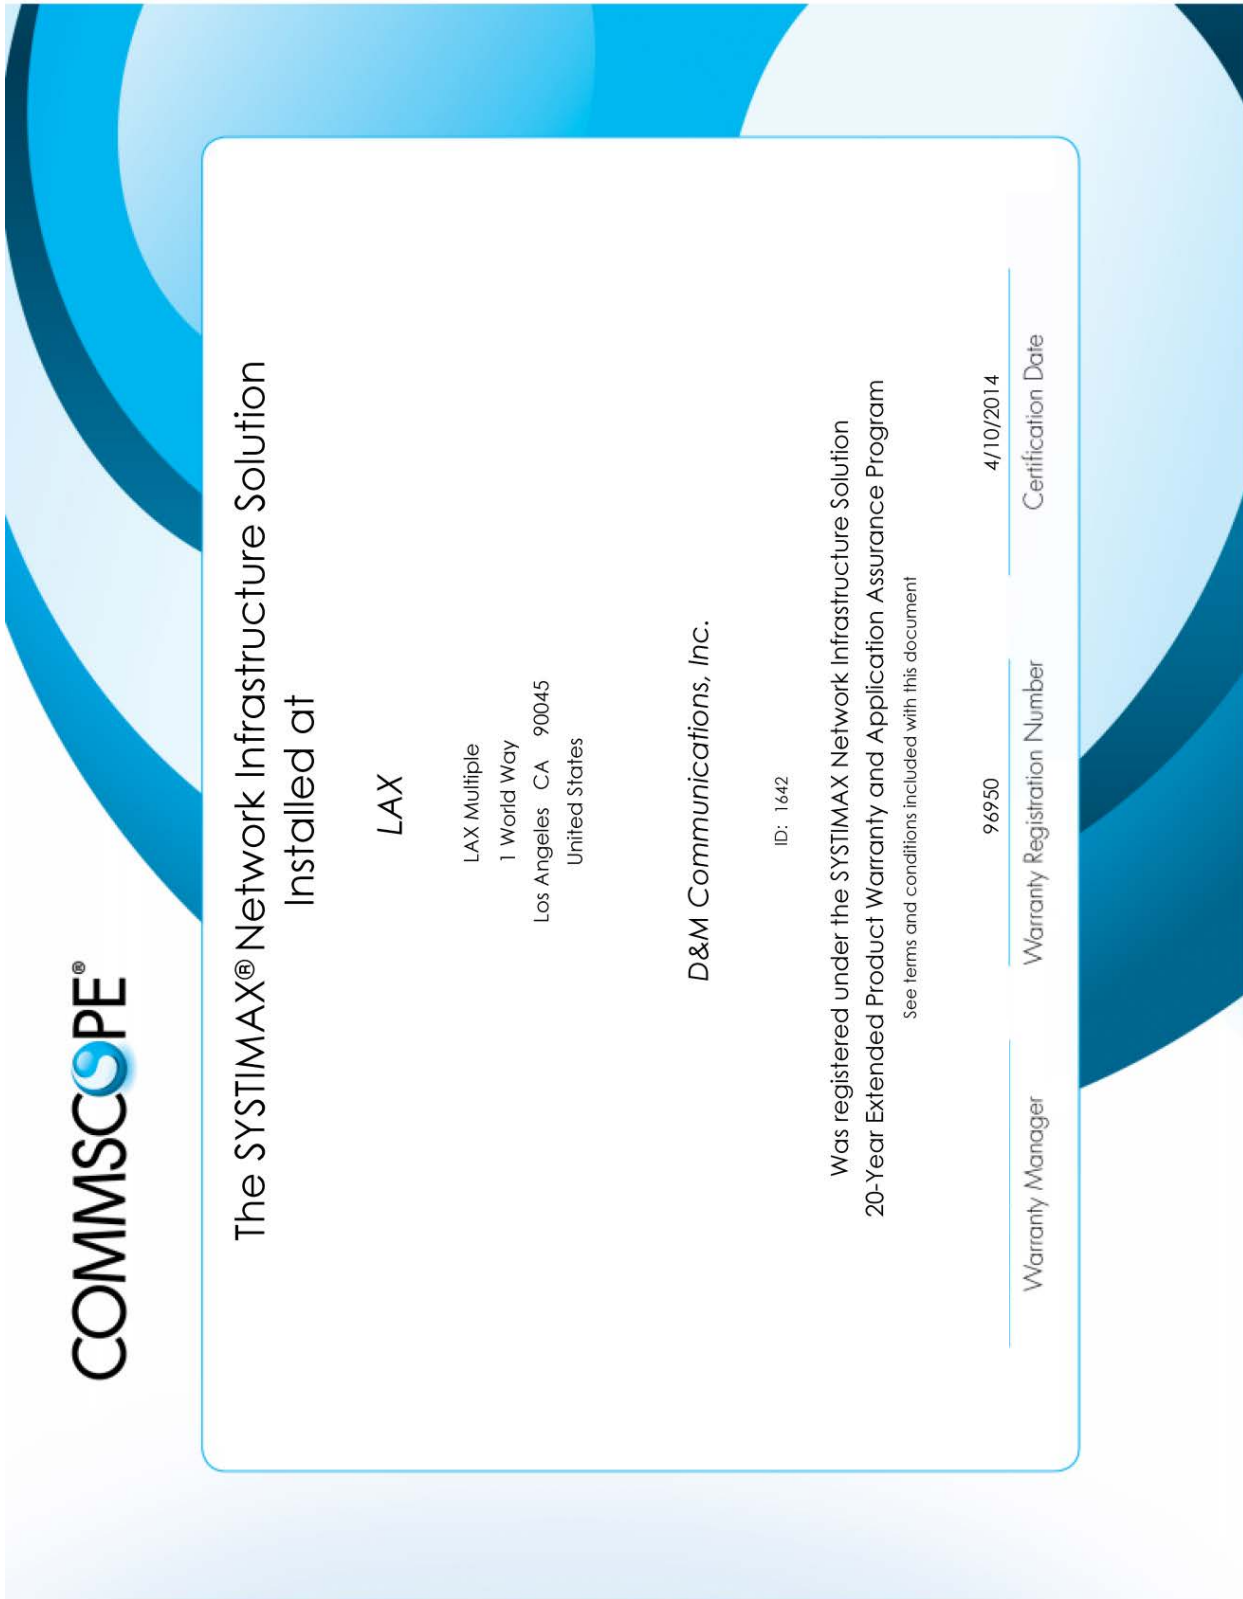 COMMSCOPE®
The SYSTIMAX® Network Infrastructure Solution
Installed at
LAX
LAX Multiple
1 World Way
Los Angeles CA 90045
United States
D&M Communications, Inc.
ID: 1642
Was registered under the SYSTIMAX Network Infrastructure Solution
20-Year Extended Product Warranty and Application Assurance Program
See terms and conditions included with this document
96950
4/10/2014
Warranty Manager
Warranty Registration Number
Certification Date